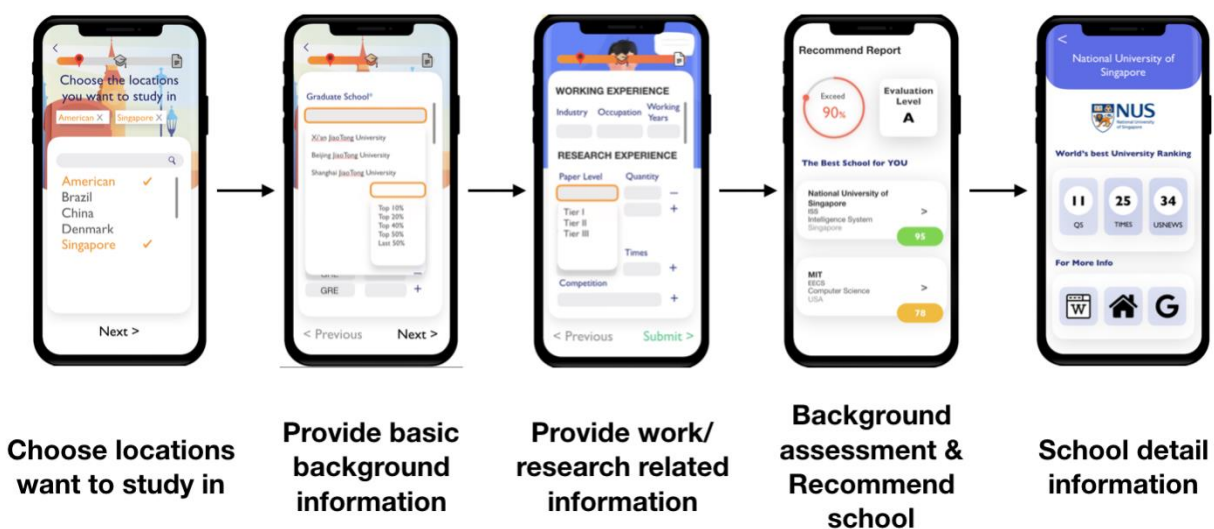 Choose the locations
you want to study in
American X Singapore X
American
Brazil
China
Denmark
Singapore
Next >
Graduate School*
Xi'an JiaoTong University
Beijing JiaoTong University
Shanghai JiaoTong University
Top 10%
Top 20%
Top 40%
Top 50%
Last 50%
GRE
GRE
< Previous Next >
WORKING EXPERIENCE
Industry Occupation Working
Years
RESEARCH EXPERIENCE
Paper Level Quantity
Tier I
Tier II
Tier III
Times
Competition
< Previous Submit >
Recommend Report
Exceed
90%
Evaluation
Level
A
The Best School for YOU
National University of
Singapore
ISS
Intelligence System
Singapore
95
MIT
EECS
Computer Science
USA
78
National University of
Singapore
NUS
National University
of Singapore
World's best University Ranking
11 25 34
QS TIMES USNEWS
For More Info
W G
Choose locations
want to study in
Provide basic
background
information
Provide work/
research related
information
Background
assessment &
Recommend
school
School detail
information